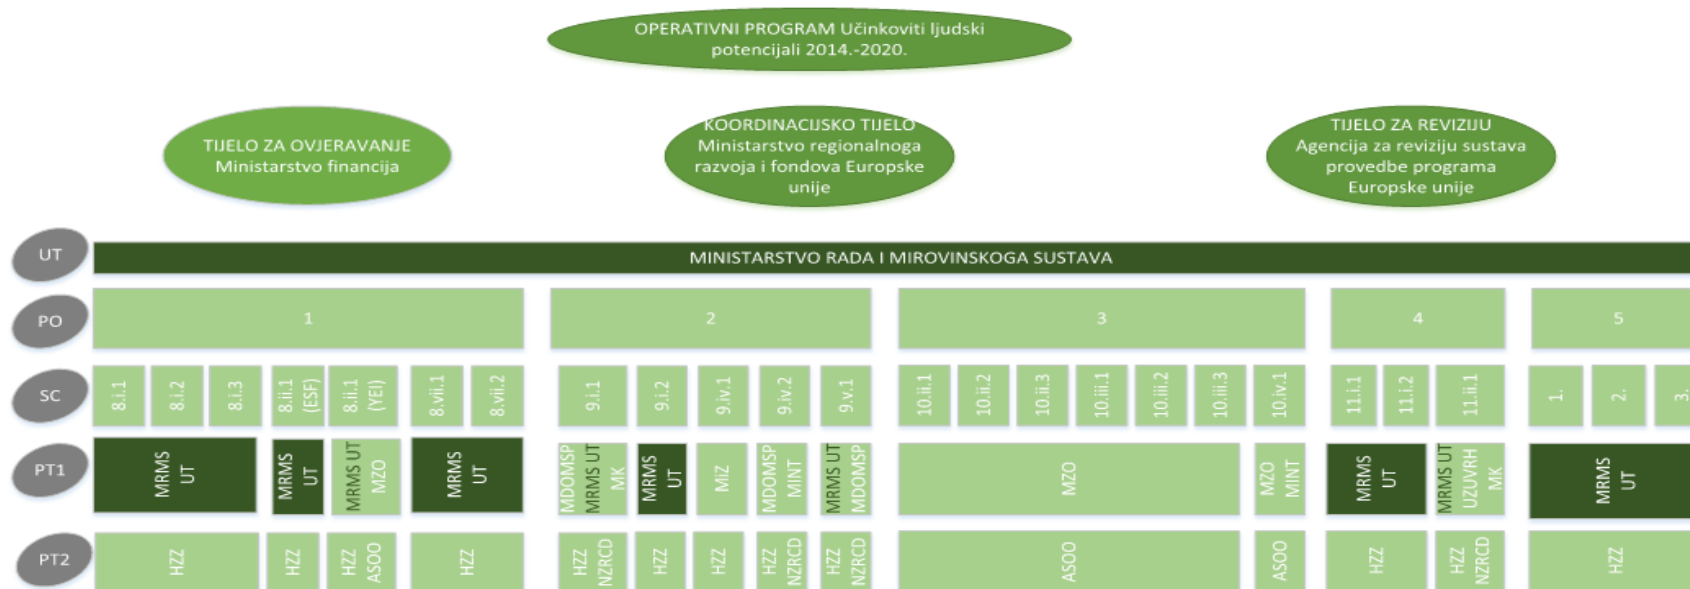 OPERATIVNI PROGRAM Učinkoviti ljudski
potencijali 2014.-2020.
TIJELO ZA OVJERAVANJE
Ministarstvo financija
KOORDINACIJSKO TIJELO
Ministarstvo regionalnoga
razvoja i fondova Europske
unije
TIJELO ZA REVIZIJU
Agencija za reviziju sustava
provedbe programa
Europske unije
UT
MINISTARSTVO RADA I MIROVINSKOGA SUSTAVA
PO
1
2
3
4
5
SC
8.i.1
8.i.2
8.i.3
8.ii.1
(ESF)
8.ii.1
(YEI)
8.vii.1
8.vii.2
9.i.1
9.i.2
9.iv.1
9.iv.2
9.v.1
10.ii.1
10.ii.2
10.ii.3
10.iii.1
10.iii.2
10.iii.3
10.iv.1
11.i.1
11.i.2
11.ii.1
1.
2.
3.
PT1
MRMS
UT
MRMS
UT
MRMS UT
MZO
MRMS
UT
MDOMSP
MRMS UT
MK
MRMS
UT
MIZ
MDOMSP
MINT
MRMS UT
MDOMSP
MZO
MZO
MINT
MRMS
UT
MRMS UT
UZUVRH
MK
MRMS
UT
PT2
HZZ
HZZ
HZZ
ASOO
HZZ
HZZ
NZRCD
HZZ
HZZ
HZZ
NZRCD
HZZ
NZRCD
ASOO
ASOO
HZZ
HZZ
NZRCD
HZZ